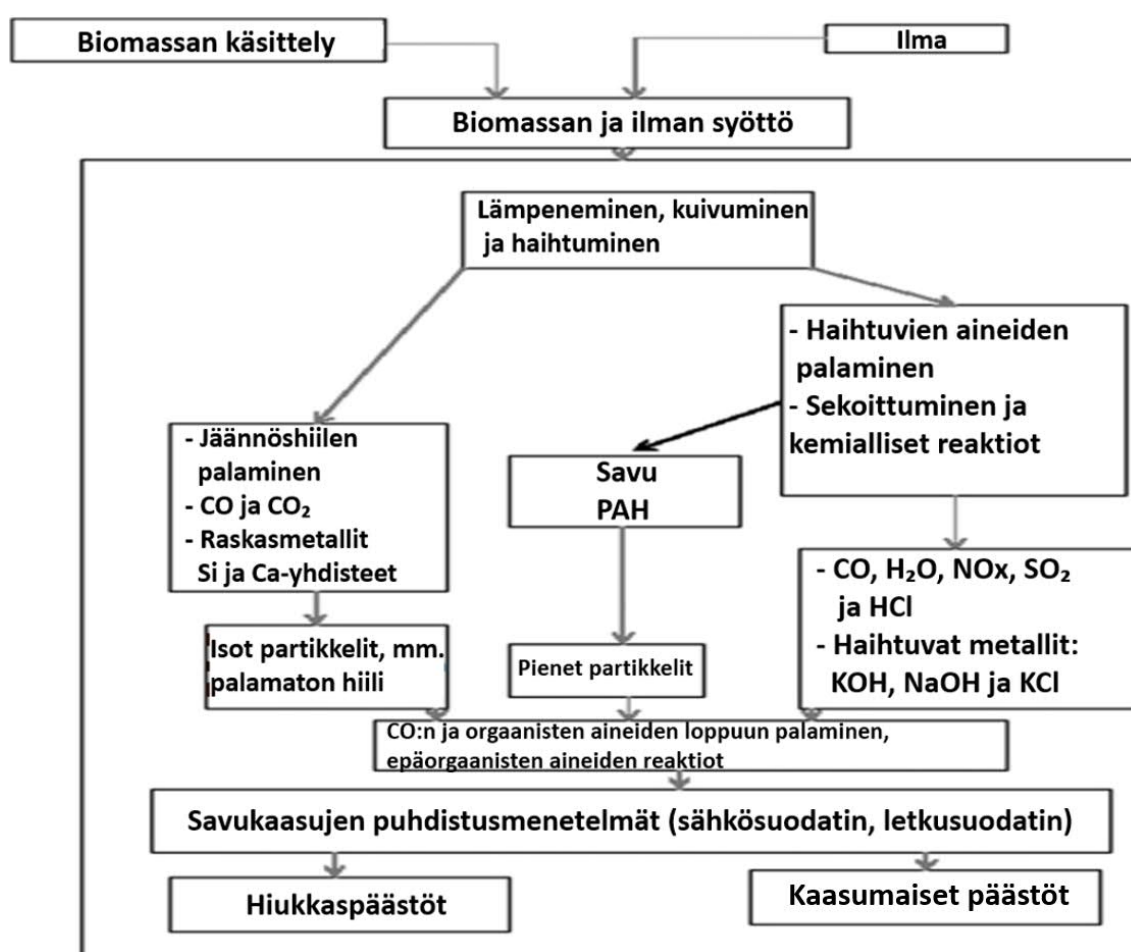 Biomassan käsittely
Ilma
Biomassan ja ilman syöttö
Lämpeneminen, kuivuminen
ja haihtuminen
- Haihtuvien aineiden
palaminen
- Sekoittuminen ja
kemialliset reaktiot
- Jäännöshiilen
palaminen
- CO ja CO₂
- Raskasmetallit
Si ja Ca-yhdisteet
Savu
PAH
- CO, H₂O, NOx, SO₂
ja HCl
- Haihtuvat metallit:
KOH, NaOH ja KCl
Isot partikkelit, mm.
palamaton hiili
Pienet partikkelit
CO:n ja orgaanisten aineiden loppuun palaminen,
epäorgaanisten aineiden reaktiot
Savukaasujen puhdistusmenetelmät (sähkösuodatin, letkusuodatin)
Hiukkaspäästöt
Kaasumaiset päästöt